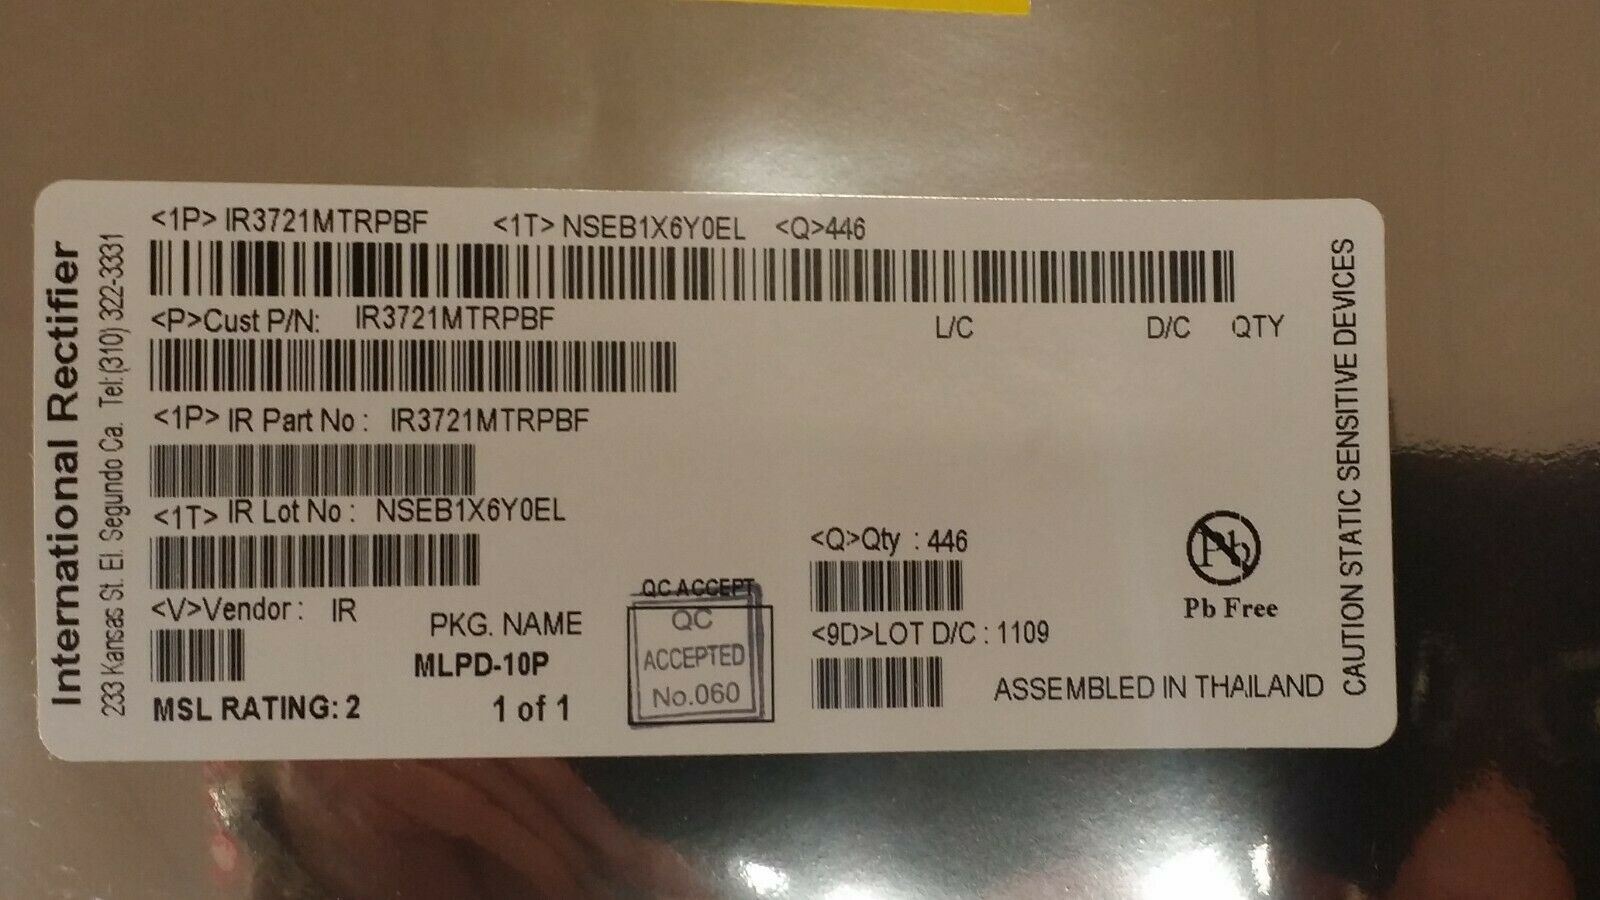 International Rectifier
233 Kansas St. El. Segundo Ca. Tel:(310) 322-3331
<1P> IR3721MTRPBF <1T> NSEB1X6Y0EL <Q>446
<P>Cust P/N: IR3721MTRPBF L/C D/C QTY
<1P> IR Part No : IR3721MTRPBF
<1T> IR Lot No : NSEB1X6Y0EL
<V>Vendor : IR
MSL RATING: 2
PKG. NAME
MLPD-10P
1 of 1
QC ACCEPT
QC
ACCEPTED
No.060
<Q>Qty : 446
<9D>LOT D/C : 1109
Pb
Pb Free
ASSEMBLED IN THAILAND
CAUTION STATIC SENSITIVE DEVICES